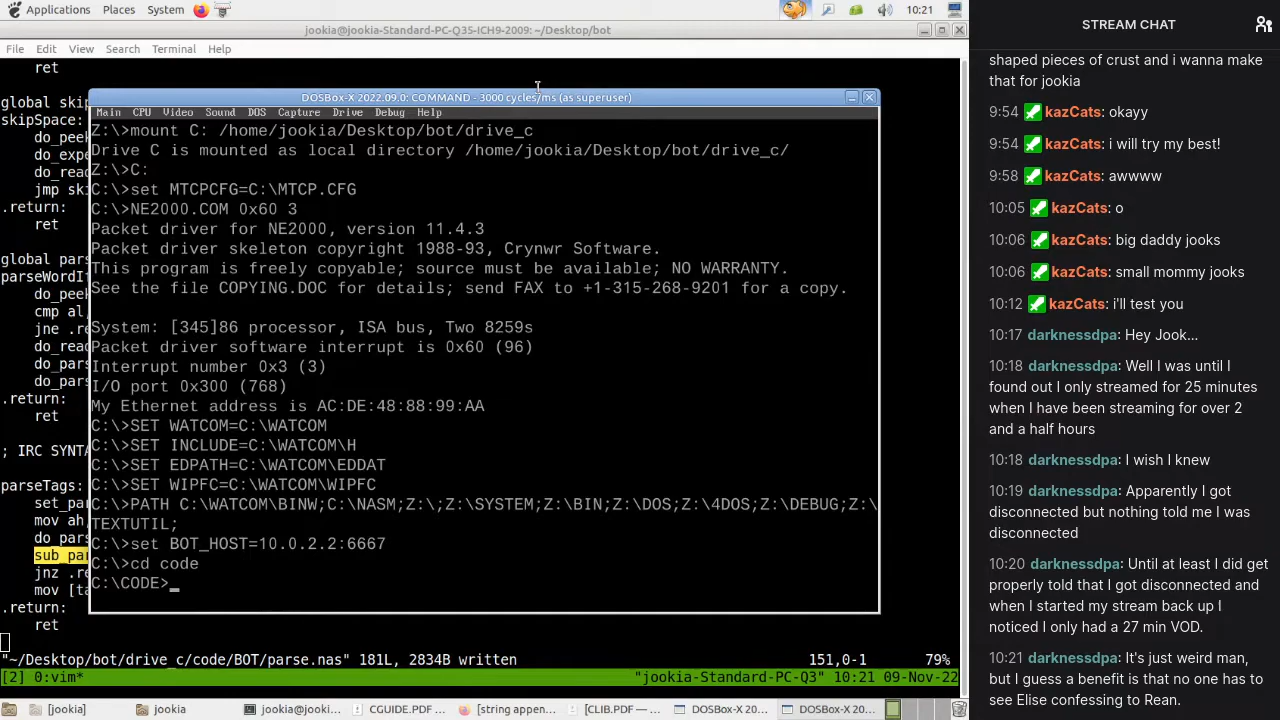 Applications Places System 10:21
jookia@jookia-Standard-PC-Q35-ICH9-2009: ~/Desktop/bot
File Edit View Search Terminal Help
ret
global skip
skipSpace:
do_peek
do_expe
do_read
jmp ski
.return:
ret
global pars
parseWordI
do_peek
cmp al,
jne .re
do_read
do_pars
do_pars
.return:
ret
; IRC SYNTA
parseTags:
set_par
mov ah,
do_pars
sub_par
jnz .re
mov [ta
.return:
ret
"~/Desktop/bot/drive_c/code/BOT/parse.nas" 181L, 2834B written 151,0-1 79%
[2] 0:vim* "jookia-Standard-PC-Q3" 10:21 09-Nov-22
DOSBox-X 2022.09.0: COMMAND - 3000 cycles/ms (as superuser)
Main CPU Video Sound DOS Capture Drive Debug Help
Z:\>mount C: /home/jookia/Desktop/bot/drive_c
Drive C is mounted as local directory /home/jookia/Desktop/bot/drive_c/
Z:\>C:
C:\>set MTCPCFG=C:\MTCP.CFG
C:\>NE2000.COM 0x60 3
Packet driver for NE2000, version 11.4.3
Packet driver skeleton copyright 1988-93, Crynwr Software.
This program is freely copyable; source must be available; NO WARRANTY.
See the file COPYING.DOC for details; send FAX to +1-315-268-9201 for a copy.
System: [345]86 processor, ISA bus, Two 8259s
Packet driver software interrupt is 0x60 (96)
Interrupt number 0x3 (3)
I/O port 0x300 (768)
My Ethernet address is AC:DE:48:88:99:AA
C:\>SET WATCOM=C:\WATCOM
C:\>SET INCLUDE=C:\WATCOM\H
C:\>SET EDPATH=C:\WATCOM\EDDAT
C:\>SET WIPFC=C:\WATCOM\WIPFC
C:\>PATH C:\WATCOM\BINW;C:\NASM;Z:\;Z:\SYSTEM;Z:\BIN;Z:\DOS;Z:\4DOS;Z:\DEBUG;Z:\
TEXTUTIL;
C:\>set BOT_HOST=10.0.2.2:6667
C:\>cd code
C:\CODE>_
[jookia] jookia jookia@jookia... CGUIDE.PDF ... [string appen... [CLIB.PDF — ... DOSBox-X 20... DOSBox-X 20...
STREAM CHAT
shaped pieces of crust and i wanna make
that for jookia
9:54 kazCats: okayy
9:54 kazCats: i will try my best!
9:58 kazCats: awwww
10:05 kazCats: o
10:06 kazCats: big daddy jooks
10:06 kazCats: small mommy jooks
10:12 kazCats: i'll test you
10:17 darknessdpa: Hey Jook...
10:18 darknessdpa: Well I was until I
found out I only streamed for 25 minutes
when I have been streaming for over 2
and a half hours
10:18 darknessdpa: I wish I knew
10:19 darknessdpa: Apparently I got
disconnected but nothing told me I was
disconnected
10:20 darknessdpa: Until at least I did get
properly told that I got disconnected and
when I started my stream back up I
noticed I only had a 27 min VOD.
10:21 darknessdpa: It's just weird man,
but I guess a benefit is that no one has to
see Elise confessing to Rean.